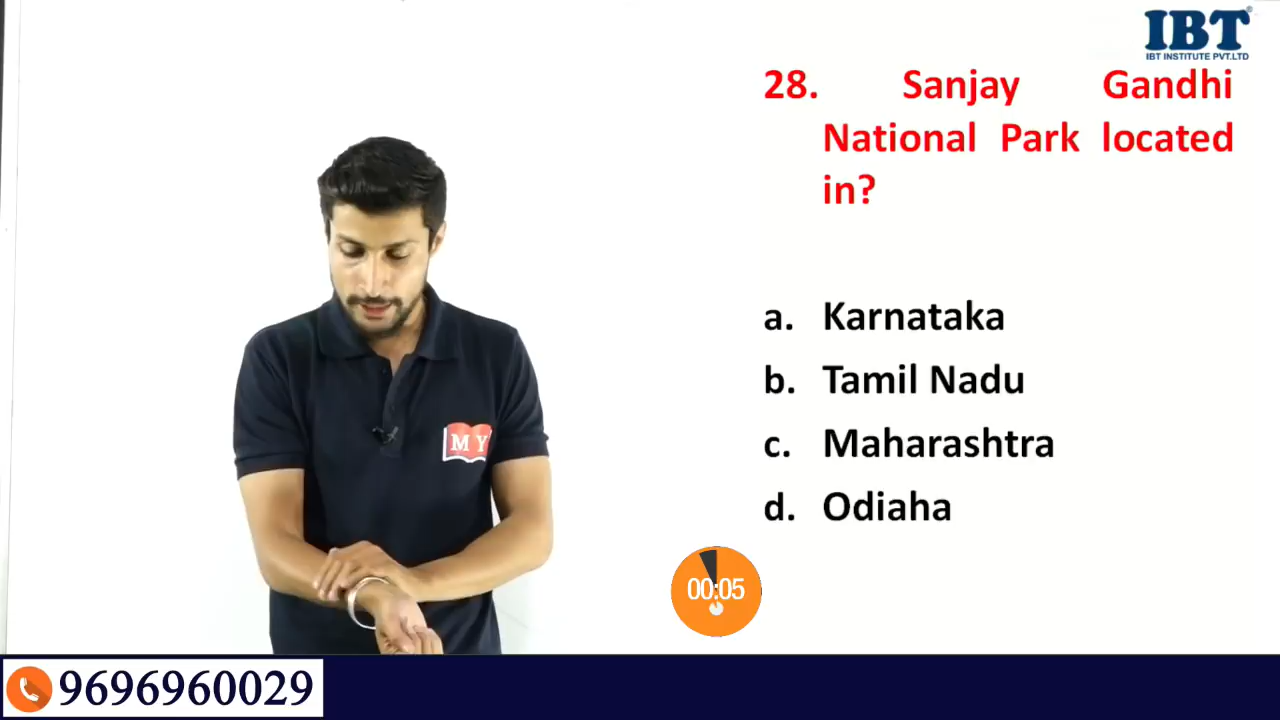 IBT
IBT INSTITUTE PVT.LTD
28. Sanjay Gandhi
National Park located
in?
a. Karnataka
b. Tamil Nadu
c. Maharashtra
d. Odiaha
M Y
00:05
9696960029